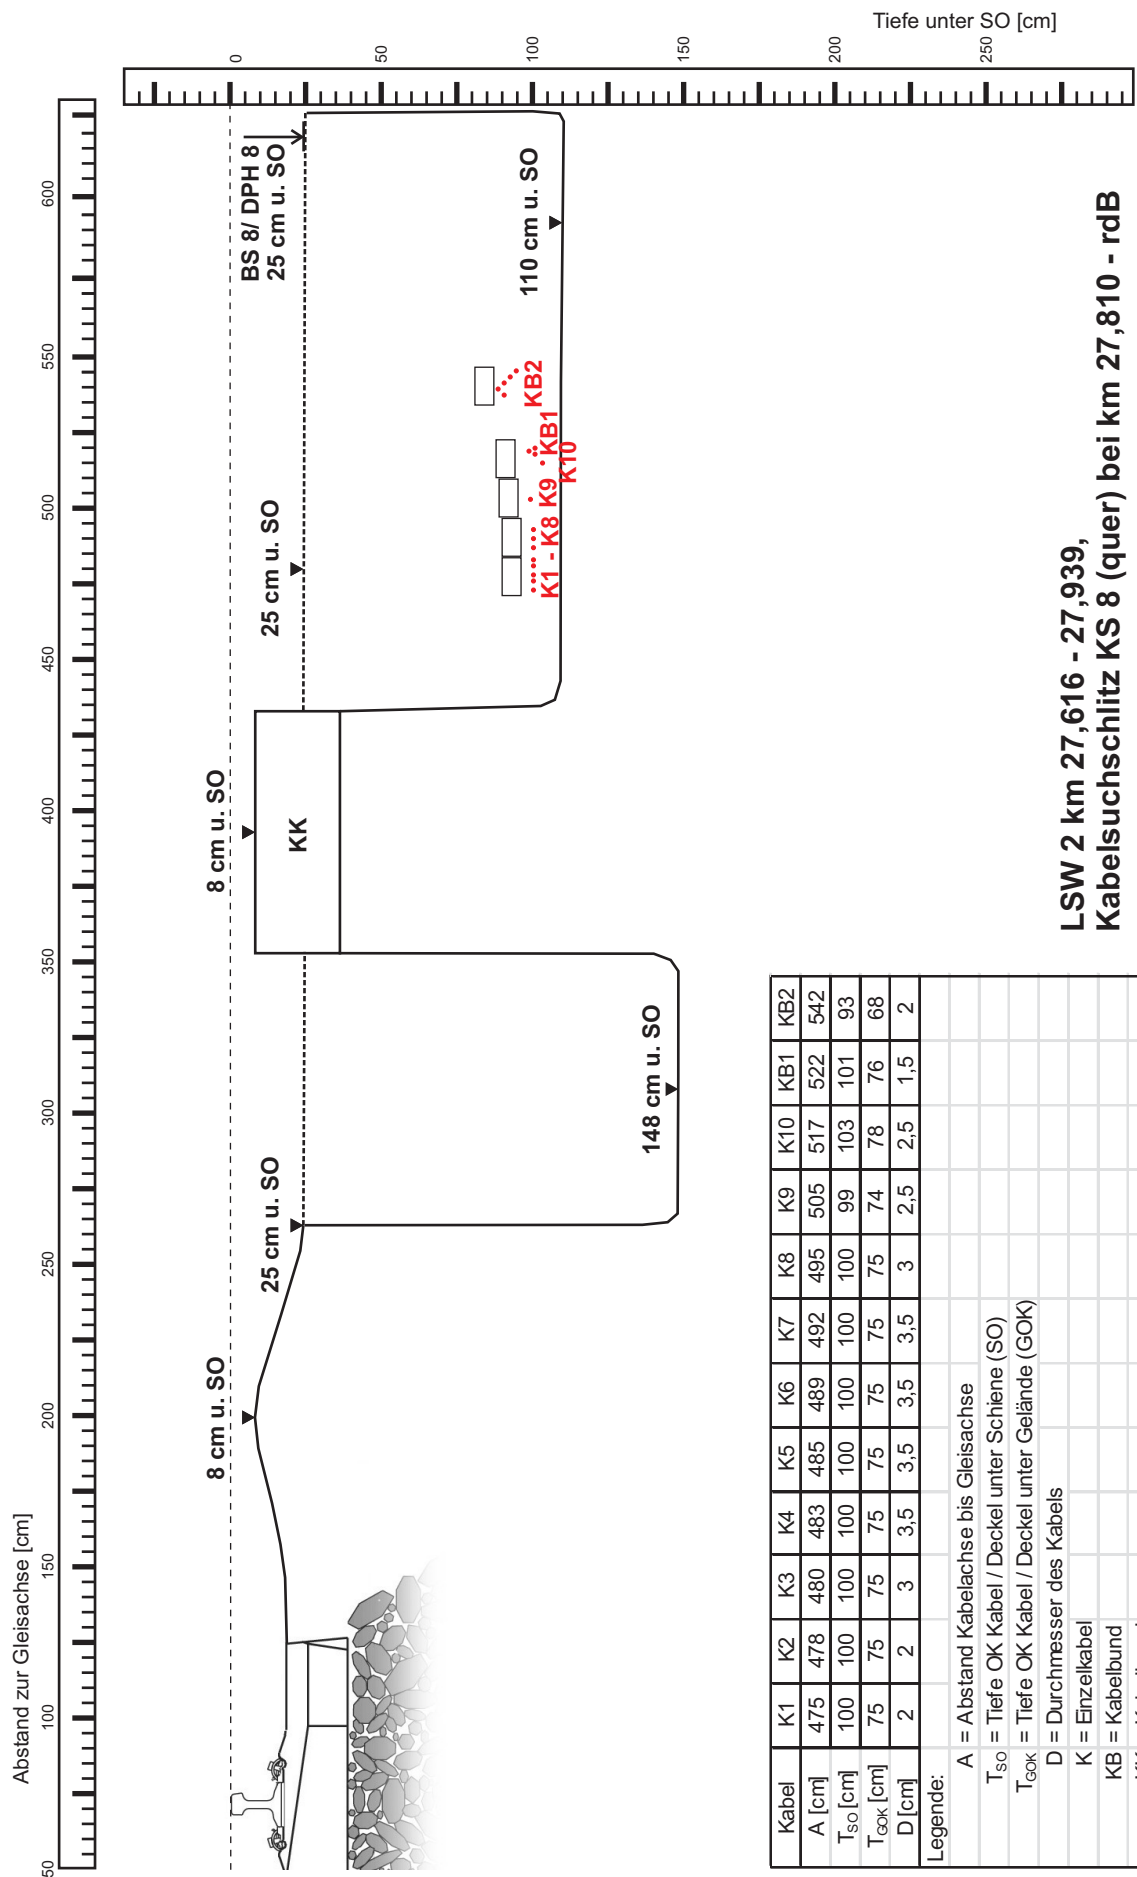 Abstand zur Gleisachse [cm]
50
100
150
200
250
300
350
400
450
500
550
600
Tiefe unter SO [cm]
0
50
100
150
200
250
8 cm u. SO
25 cm u. SO
148 cm u. SO
8 cm u. SO
KK
25 cm u. SO
110 cm u. SO
BS 8/ DPH 8
25 cm u. SO
K1 - K8
K9
K10
KB1
KB2
Kabel K1 K2 K3 K4 K5 K6 K7 K8 K9 K10 KB1 KB2
A [cm] 475 478 480 483 485 489 492 495 505 517 522 542
TSO [cm] 100 100 100 100 100 100 100 100 99 103 101 93
TGOK [cm] 75 75 75 75 75 75 75 75 74 78 76 68
D [cm] 2 2 3 3,5 3,5 3,5 3,5 3 2,5 2,5 1,5 2
Legende:
A = Abstand Kabelachse bis Gleisachse
TSO = Tiefe OK Kabel / Deckel unter Schiene (SO)
TGOK = Tiefe OK Kabel / Deckel unter Gelände (GOK)
D = Durchmesser des Kabels
K = Einzelkabel
KB = Kabelbund
LSW 2 km 27,616 - 27,939,
Kabelsuchschlitz KS 8 (quer) bei km 27,810 - rdB